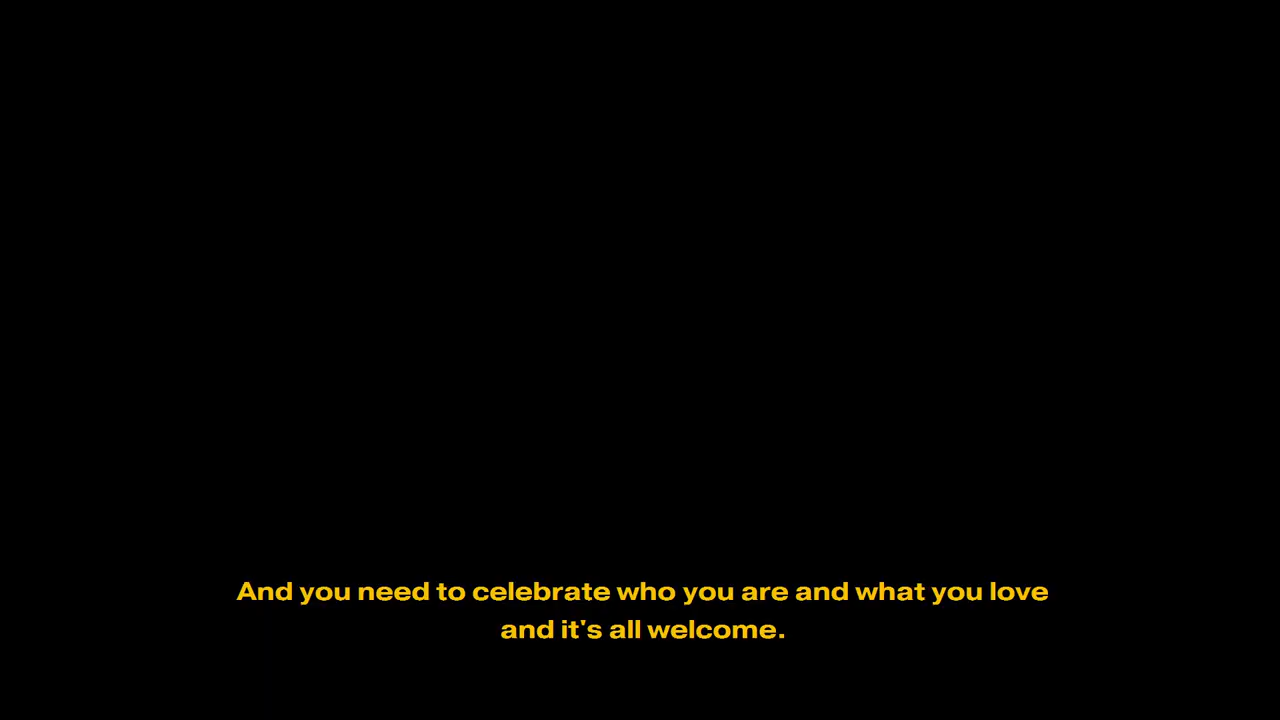 And you need to celebrate who you are and what you love
and it's all welcome.